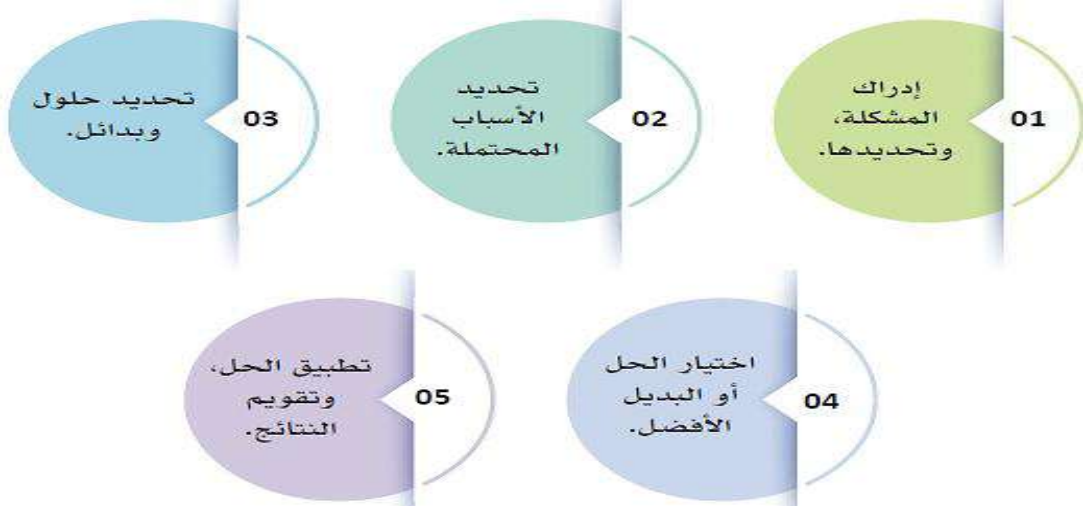 01
إدراك
المشكلة،
وتحديدها.
02
تحديد
الأسباب
المحتملة.
03
تحديد حلول
وبدائل.
04
اختيار الحل
أو البديل
الأفضل.
05
تطبيق الحل،
وتقويم
النتائج.